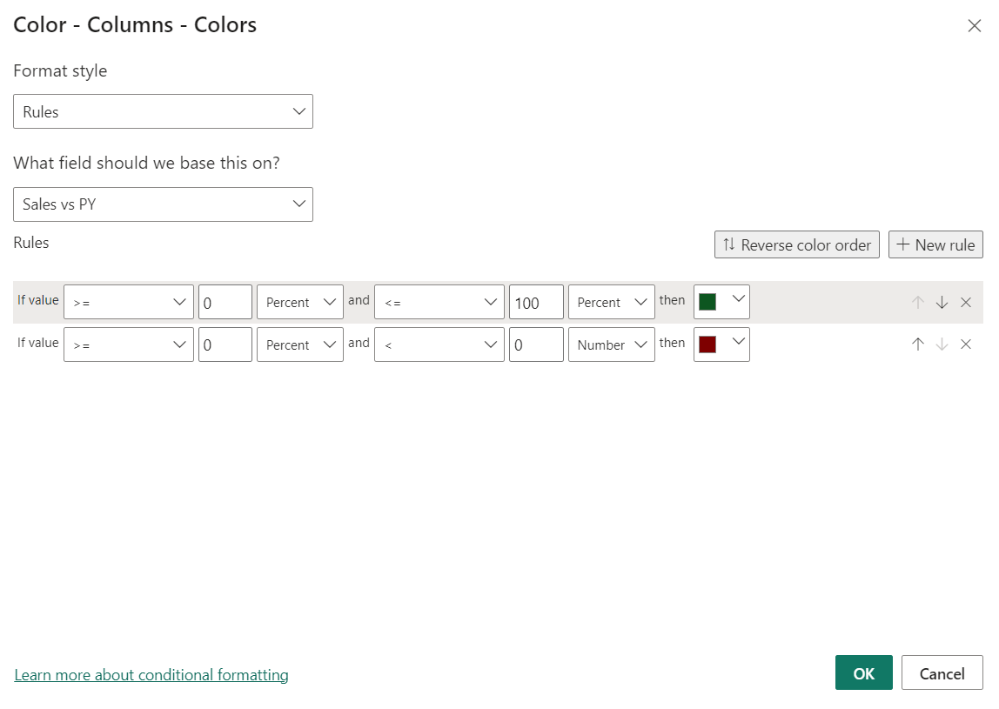 Color - Columns - Colors
Format style
Rules
What field should we base this on?
Sales vs PY
Rules
Reverse color order
New rule
If value >= 0 Percent and <= 100 Percent then
If value >= 0 Percent and < 0 Number then
Learn more about conditional formatting
OK
Cancel